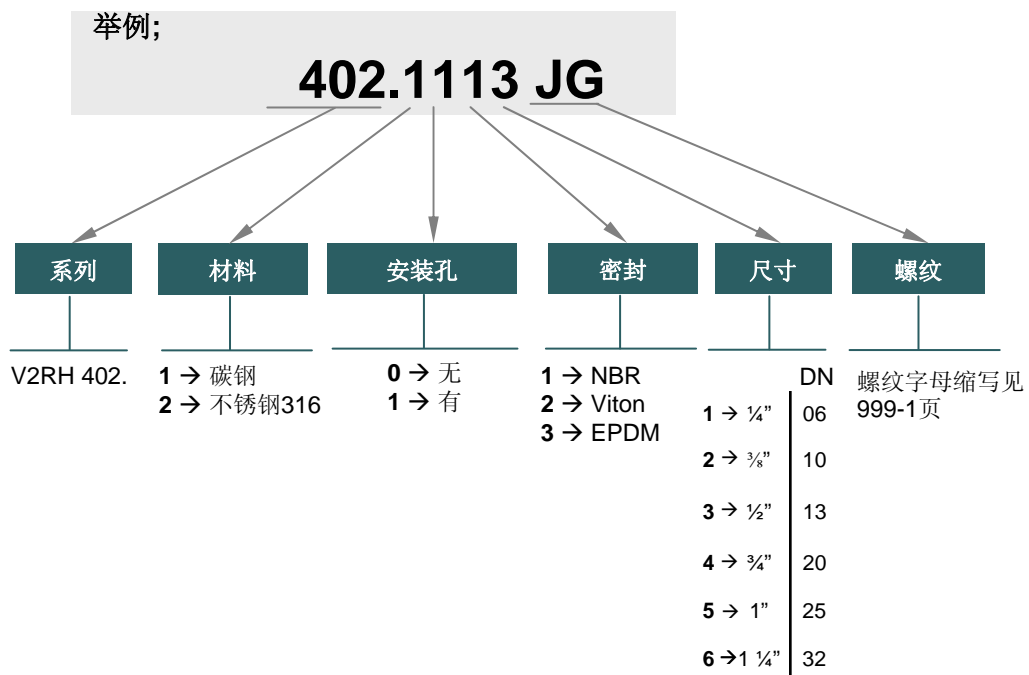 举例;
402.1113 JG
系列
材料
安装孔
密封
尺寸
螺纹
V2RH 402.
1 → 碳钢
2 → 不锈钢316
0 → 无
1 → 有
1 → NBR
2 → Viton
3 → EPDM
DN
1 → ¼” 06
2 → ⅜” 10
3 → ½” 13
4 → ¾” 20
5 → 1” 25
6 →1 ¼” 32
螺纹字母缩写见
999-1页